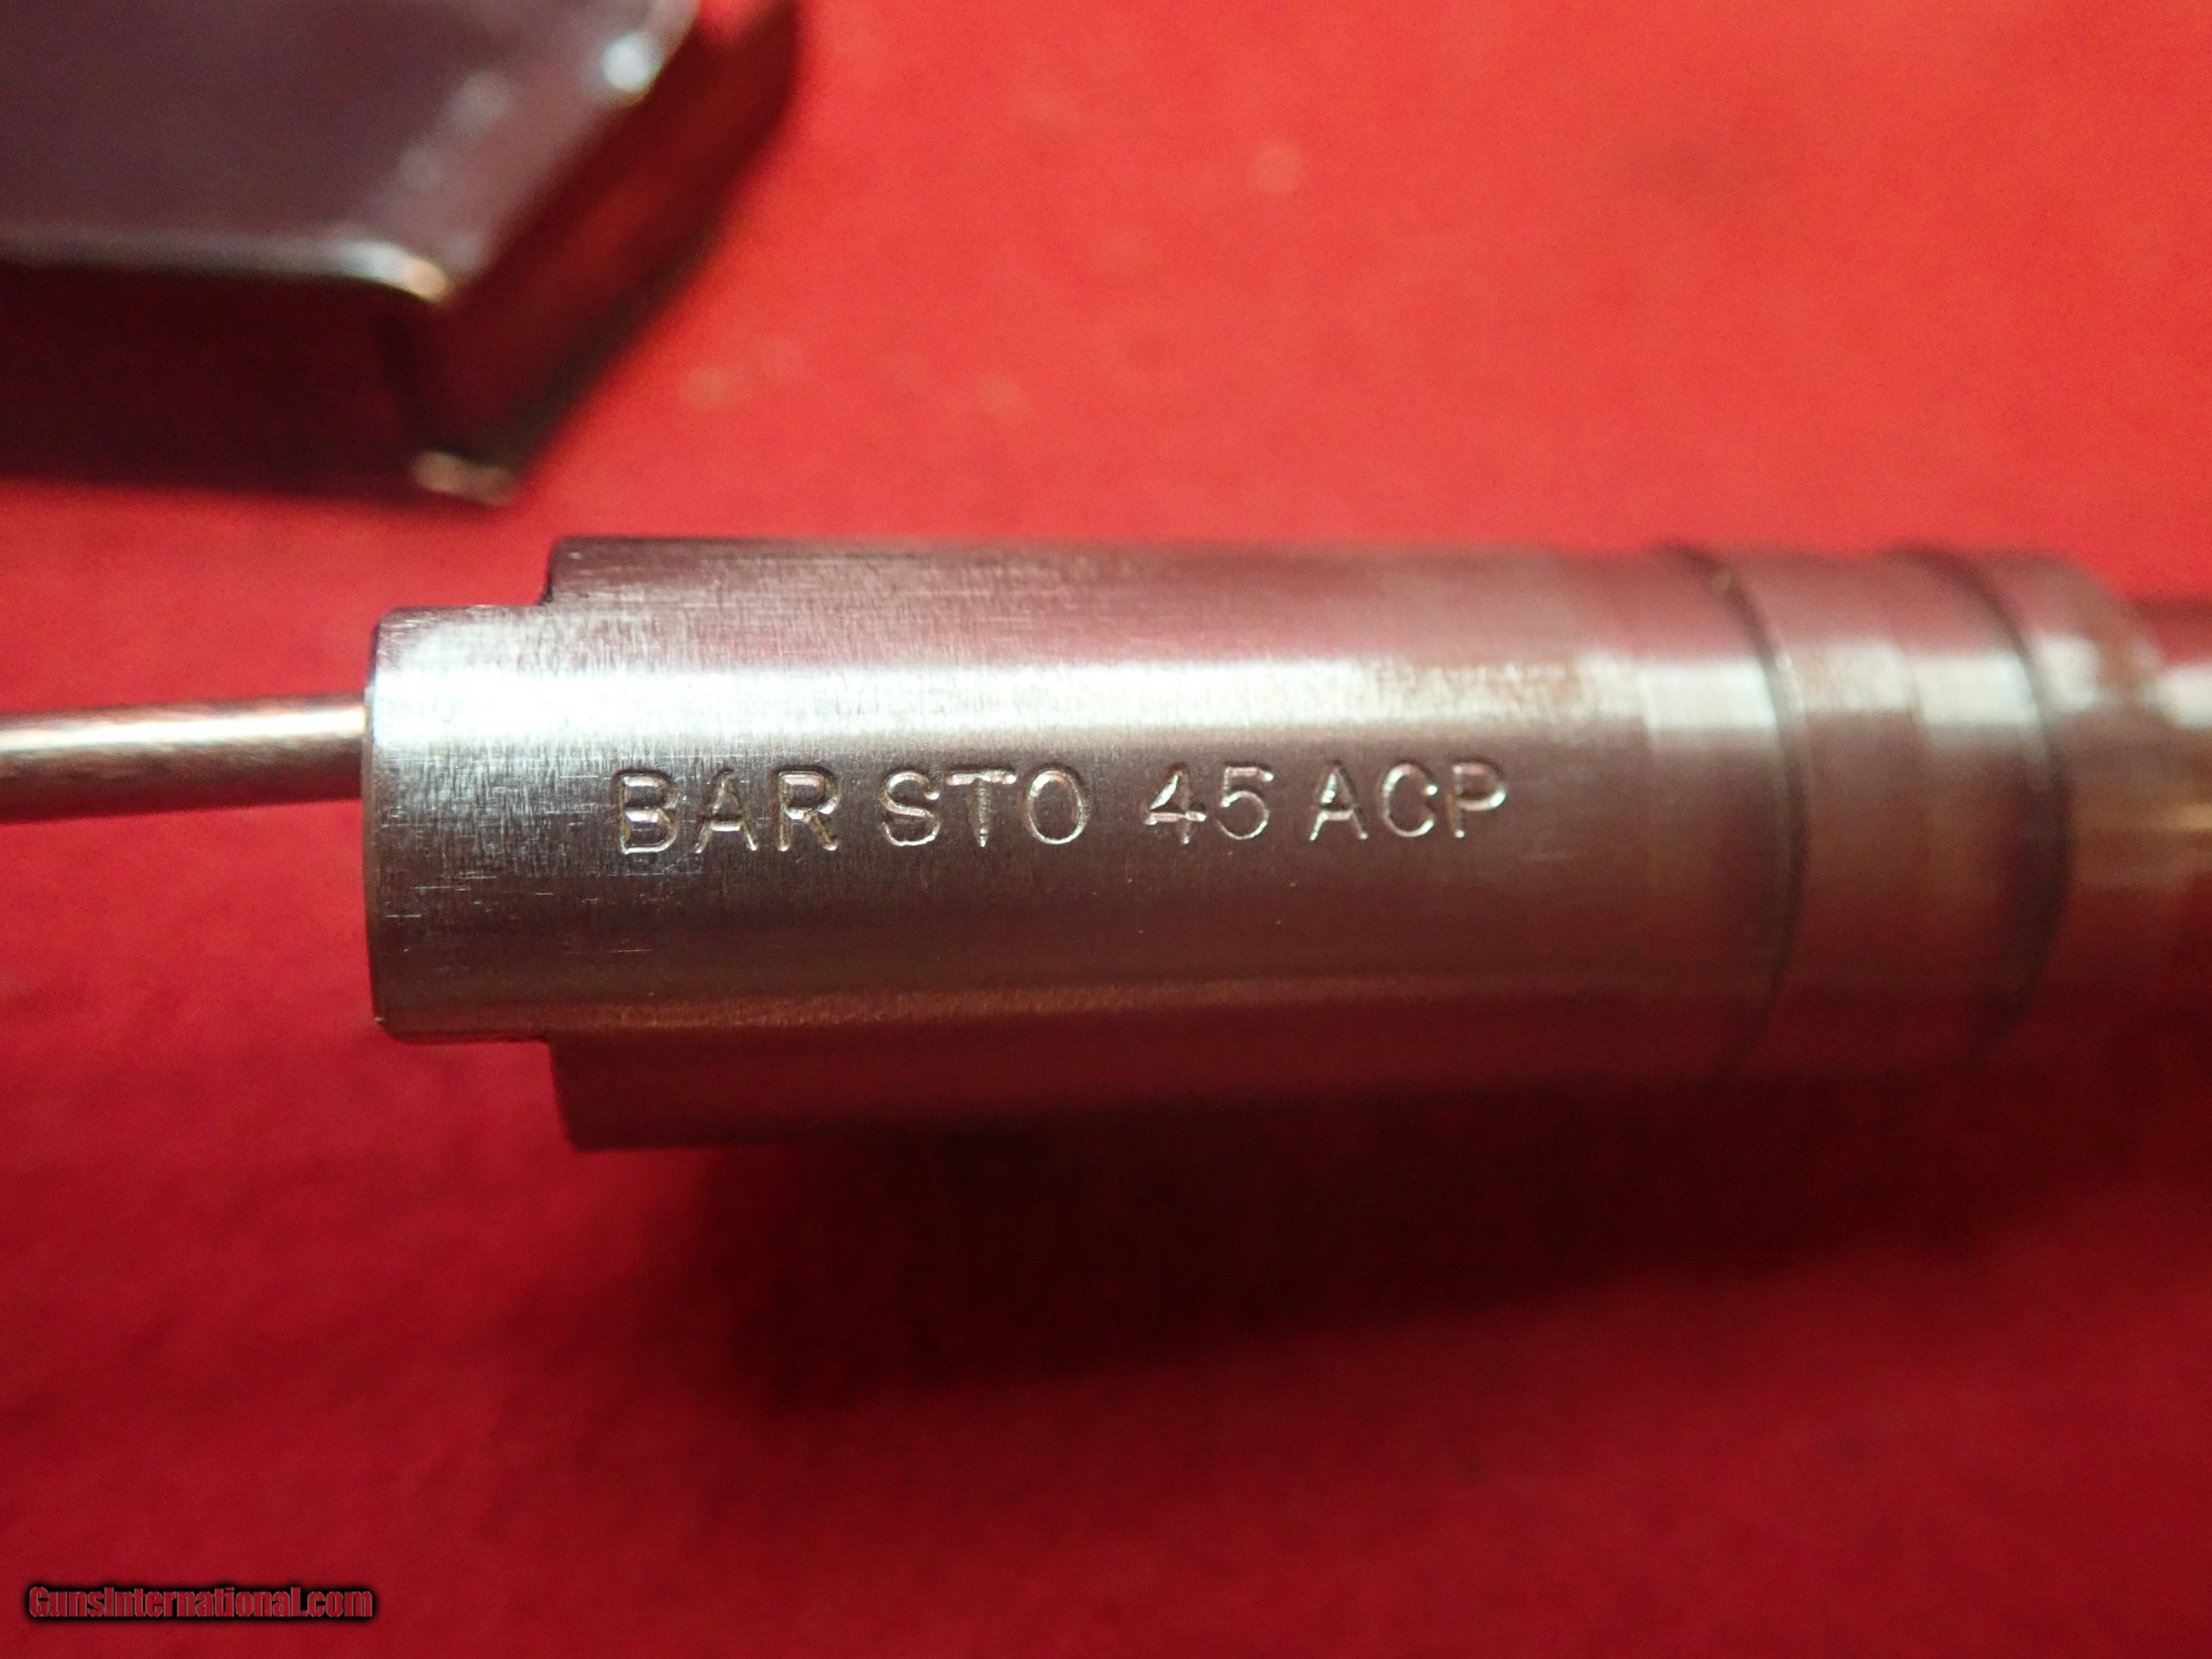 BAR STO 45 ACP
GunsInternational.com